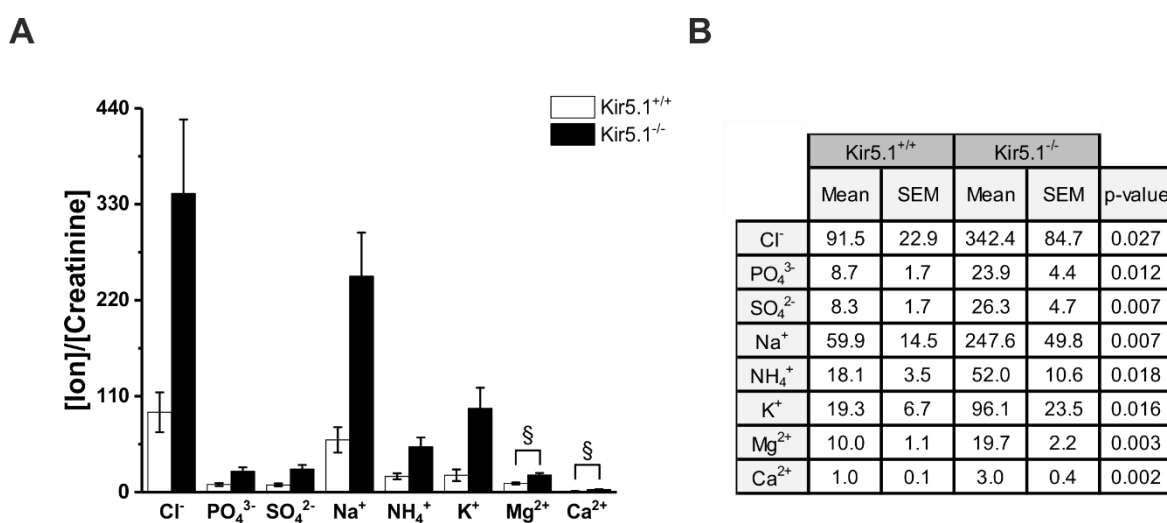 A
B
[Ion]/[Creatinine]
440
330
220
110
0
Kir5.1+/+
Kir5.1-/-
§
§
Cl- PO₄³⁻ SO₄²⁻ Na⁺ NH₄⁺ K⁺ Mg²⁺ Ca²⁺
Kir5.1+/+ Kir5.1-/-
Mean SEM Mean SEM p-value
Cl- 91.5 22.9 342.4 84.7 0.027
PO₄³⁻ 8.7 1.7 23.9 4.4 0.012
SO₄²⁻ 8.3 1.7 26.3 4.7 0.007
Na⁺ 59.9 14.5 247.6 49.8 0.007
NH₄⁺ 18.1 3.5 52.0 10.6 0.018
K⁺ 19.3 6.7 96.1 23.5 0.016
Mg²⁺ 10.0 1.1 19.7 2.2 0.003
Ca²⁺ 1.0 0.1 3.0 0.4 0.002